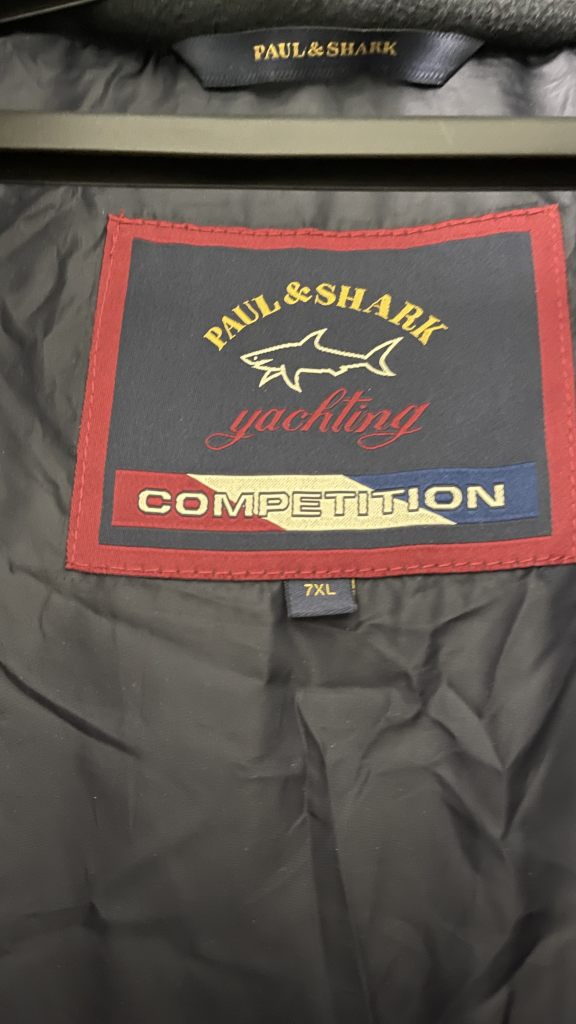 PAUL & SHARK
PAUL & SHARK
yachting
COMPETITION
7XL